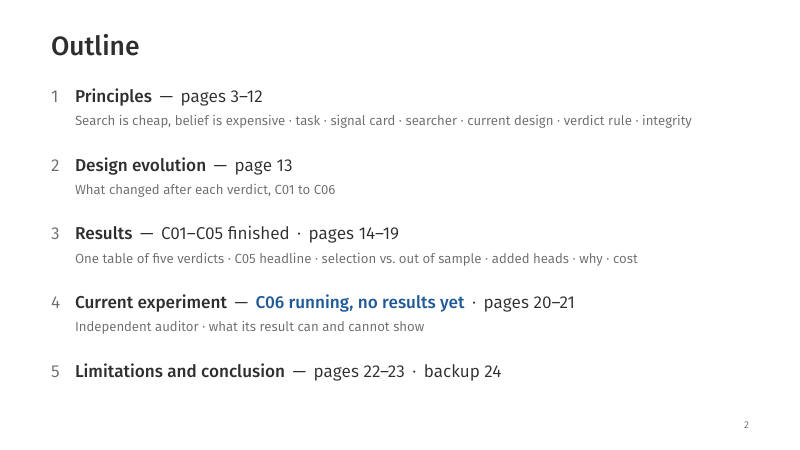 Outline
1 Principles — pages 3–12
Search is cheap, belief is expensive · task · signal card · searcher · current design · verdict rule · integrity
2 Design evolution — page 13
What changed after each verdict, C01 to C06
3 Results — C01–C05 finished · pages 14–19
One table of five verdicts · C05 headline · selection vs. out of sample · added heads · why · cost
4 Current experiment — C06 running, no results yet · pages 20–21
Independent auditor · what its result can and cannot show
5 Limitations and conclusion — pages 22–23 · backup 24
2